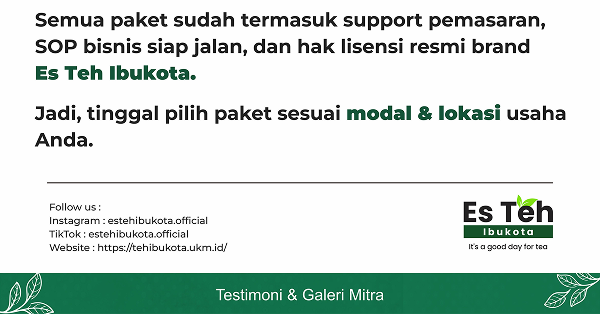 Semua paket sudah termasuk support pemasaran,
SOP bisnis siap jalan, dan hak lisensi resmi brand
Es Teh Ibukota.
Jadi, tinggal pilih paket sesuai modal & lokasi usaha
Anda.
Follow us :
Instagram : estehibukota.official
TikTok : estehibukota.official
Website : https://tehibukota.ukm.id/
Es Teh
Ibukota
It's a good day for tea
Testimoni & Galeri Mitra